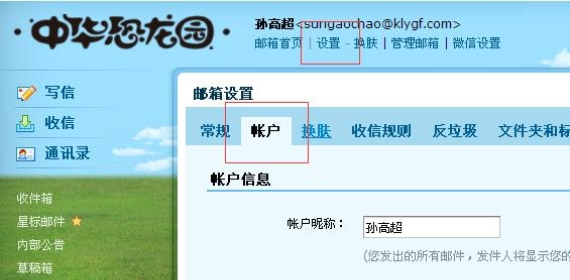 中华恐龙园
孙高超 <sungaochao@klygf.com>
邮箱首页 | 设置 - 换肤 | 管理邮箱 | 微信设置
写信
收信
通讯录
收件箱
星标邮件
内部公告
草稿箱
邮箱设置
常规 帐户 换肤 收信规则 反垃圾 文件夹和标
帐户信息
帐户昵称： 孙高超
(您发出的所有邮件，发件人将显示您的